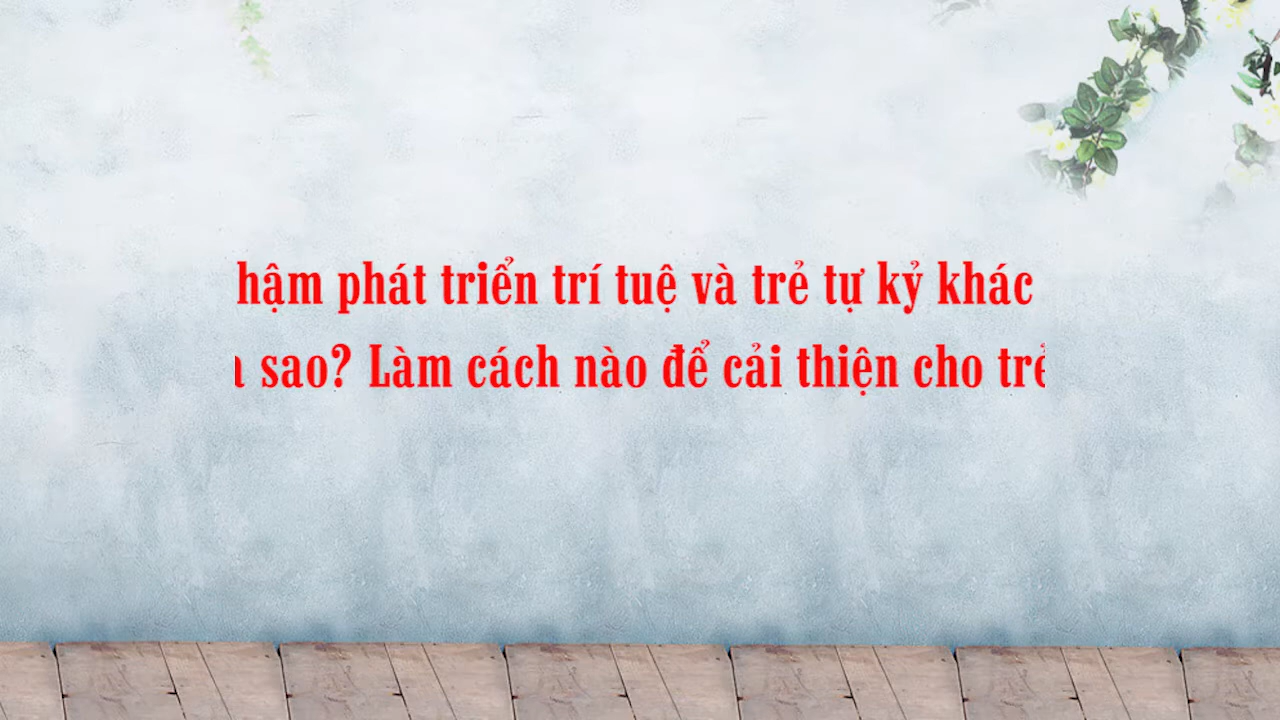 hậm phát triển trí tuệ và trẻ tự kỷ khác
sao? Làm cách nào để cải thiện cho trẻ